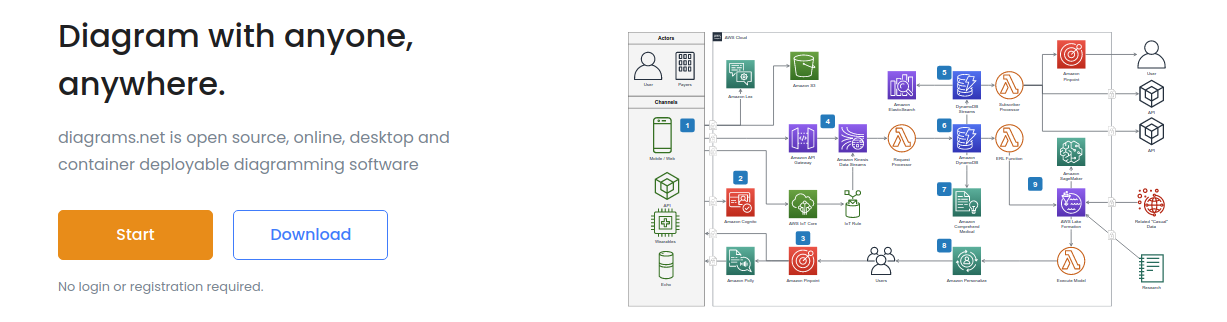 Diagram with anyone,
anywhere.
diagrams.net is open source, online, desktop and
container deployable diagramming software
Start
Download
No login or registration required.
Actors
User
Payers
Channels
Mobile / Web
API
Wearables
Echo
AWS Cloud
1
Amazon Lex
Amazon S3
4
Amazon API
Gateway
Amazon Kinesis
Data Streams
Request
Processor
Amazon
ElasticSearch
5
DynamoDB
Streams
Subscriber
Processor
Amazon
Pinpoint
User
API
API
6
Amazon
DynamoDB
ERL Function
Amazon
SageMaker
2
Amazon Cognito
AWS IoT Core
IoT Rule
7
Amazon
Comprehend
Medical
9
AWS Lake
Formation
Related "Casual"
Data
3
Amazon Polly
Amazon Pinpoint
Users
8
Amazon Personalize
Execute Model
Research